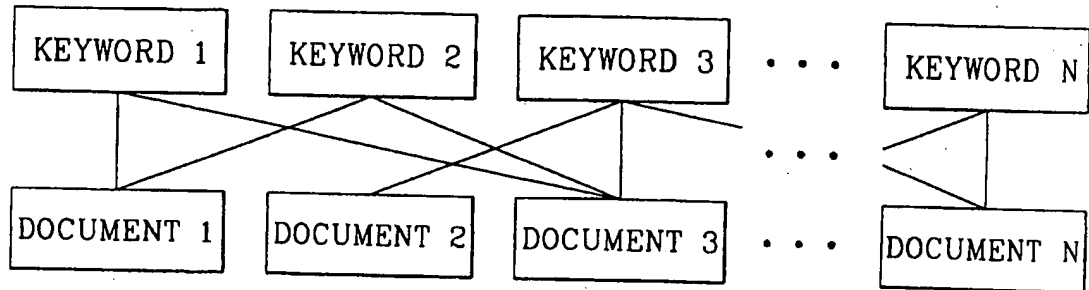 KEYWORD 1 KEYWORD 2 KEYWORD 3 • • • KEYWORD N
• • •
DOCUMENT 1 DOCUMENT 2 DOCUMENT 3 • • • DOCUMENT N